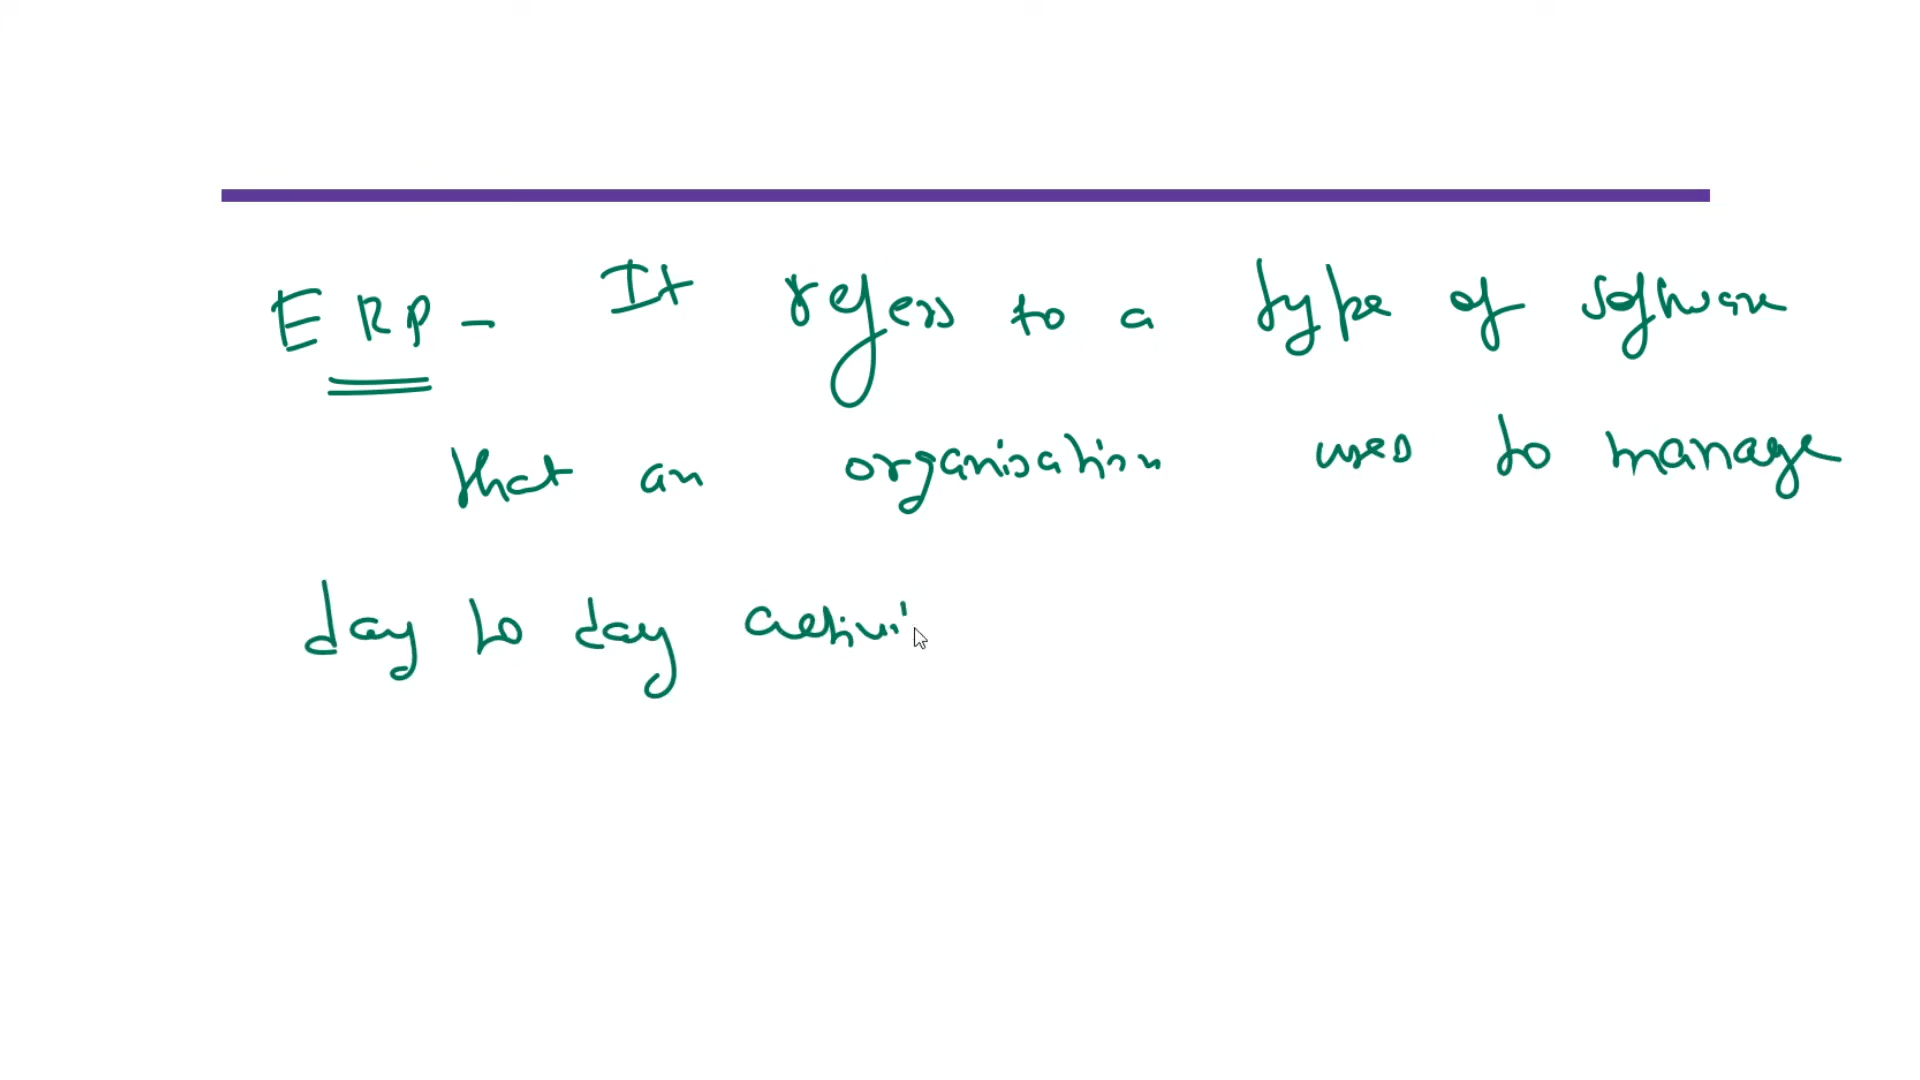 ERP - It refers to a type of software
that an organisation uses to manage
day to day activi